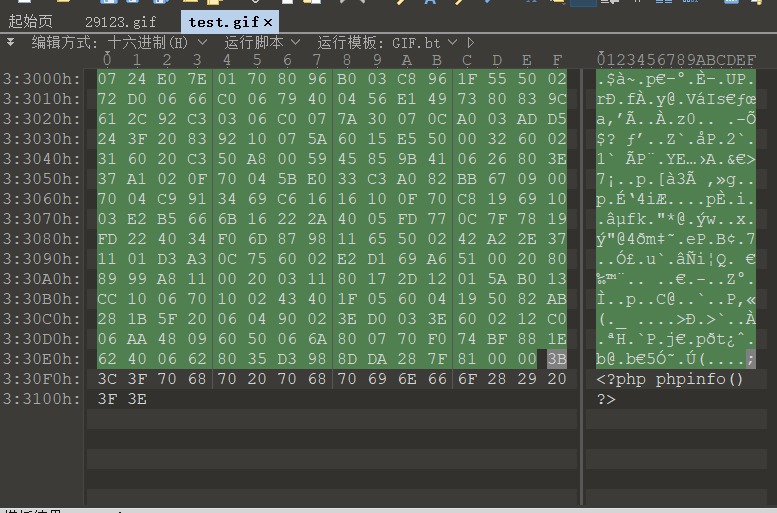 起始页 29123.gif test.gif ×
编辑方式: 十六进制(H) 运行脚本 运行模板: GIF.bt
0 1 2 3 4 5 6 7 8 9 A B C D E F 0123456789ABCDEF
3:3000h: 07 24 E0 7E 01 70 80 96 B0 03 C8 96 1F 55 50 02 .$à~.p€–°.È–.UP.
3:3010h: 72 D0 06 66 C0 06 79 40 04 56 E1 49 73 80 83 9C rÐ.fÀ.y@.VáIs€ƒœ
3:3020h: 61 2C 92 C3 03 06 C0 07 7A 30 07 0C A0 03 AD D5 a,’Ã..À.z0.. .-Õ
3:3030h: 24 3F 20 83 92 10 07 5A 60 15 E5 50 00 32 60 02 $? ƒ’..Z`.åP.2`.
3:3040h: 31 60 20 C3 50 A8 00 59 45 85 9B 41 06 26 80 3E 1` ÃP¨.YE…›A.&€>
3:3050h: 37 A1 02 0F 70 04 5B E0 33 C3 A0 82 BB 67 09 00 7¡..p.[à3Ã ‚»g..
3:3060h: 70 04 C9 91 34 69 C6 16 16 10 0F 70 C8 19 69 10 p.É‘4iÆ....pÈ.i.
3:3070h: 03 E2 B5 66 6B 16 22 2A 40 05 FD 77 0C 7F 78 19 .âµfk."*@.ýw..x.
3:3080h: FD 22 40 34 F0 6D 87 98 11 65 50 02 42 A2 2E 37 ý"@4ðm‡˜.eP.B¢.7
3:3090h: 11 01 D3 A3 0C 75 60 02 E2 D1 69 A6 51 00 20 80 ..Ó£.u`.âÑi¦Q. €
3:30A0h: 89 99 A8 11 00 20 03 11 80 17 2D 12 01 5A B0 13 ‰™¨.. ..€.-..Z°.
3:30B0h: CC 10 06 70 10 02 43 40 1F 05 60 04 19 50 82 AB Ì..p..C@..`..P‚«
3:30C0h: 28 1B 5F 20 06 04 90 02 3E D0 03 3E 60 02 12 C0 (._ ....>Ð.>`..À
3:30D0h: 06 AA 48 09 60 50 06 6A 80 07 70 F0 74 BF 88 1E .ªH.`P.j€.pðt¿ˆ.
3:30E0h: 62 40 06 62 80 35 D3 98 8D DA 28 7F 81 00 00 3B b@.b€5Ó˜.Ú(....;
3:30F0h: 3C 3F 70 68 70 20 70 68 70 69 6E 66 6F 28 29 20 <?php phpinfo()
3:3100h: 3F 3E ?>